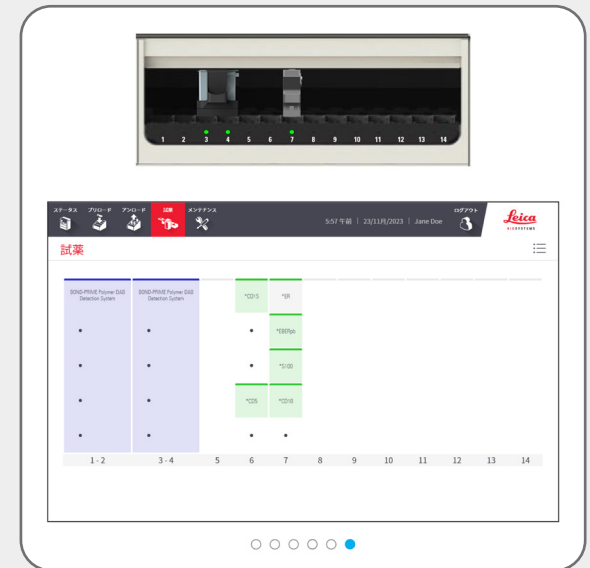 1 2 3 4 5 6 7 8 9 10 11 12 13 14
ステータス プリロード アンロード 試薬 メンテナンス
5:57 午前 | 23/11月/2023 | Jane Doe
ログアウト
Leica
BIOSYSTEMS
試薬
BOND-PRIME Polymer DAB
Detection System
BOND-PRIME Polymer DAB
Detection System
*CD15 *ER
*EBERpb
*S100
*CD5 *CD10
1 - 2 3 - 4 5 6 7 8 9 10 11 12 13 14